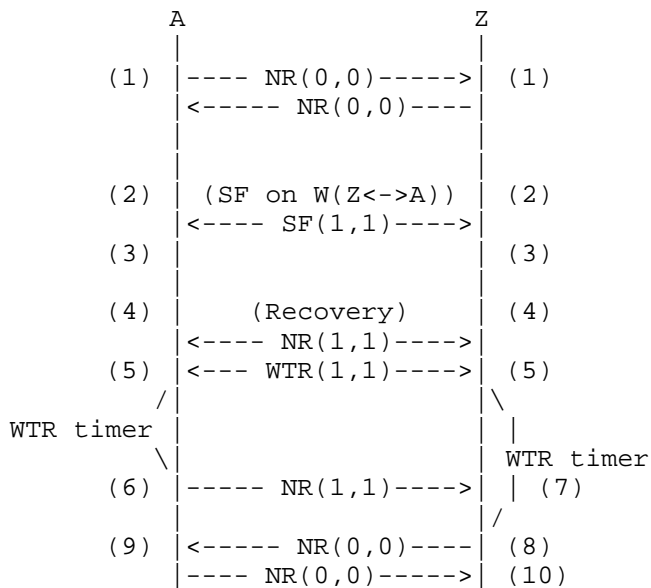 A Z
| |
(1) |---- NR(0,0)----->| (1)
|<----- NR(0,0)----|
| |
| |
(2) | (SF on W(Z<->A)) | (2)
|<---- SF(1,1)---->|
(3) | | (3)
| |
(4) | (Recovery) | (4)
|<---- NR(1,1)---->|
(5) |<--- WTR(1,1)---->| (5)
/| |\
WTR timer | | |
\| | WTR timer
(6) |----- NR(1,1)---->| | (7)
| |/
(9) |<----- NR(0,0)----| (8)
|---- NR(0,0)----->| (10)